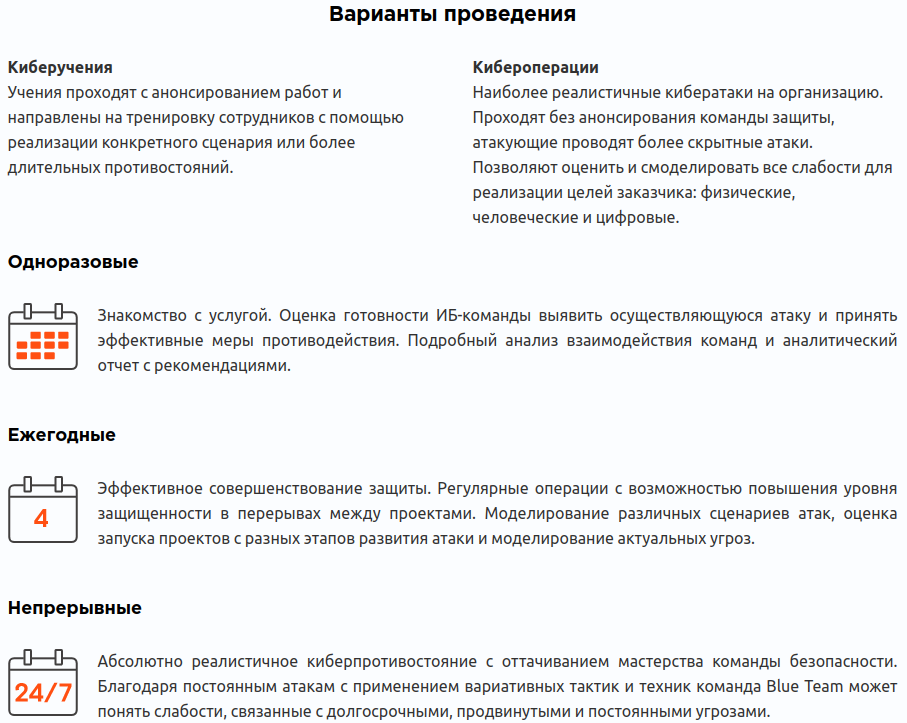 Варианты проведения
Киберучения
Учения проходят с анонсированием работ и
направлены на тренировку сотрудников с помощью
реализации конкретного сценария или более
длительных противостояний.
Кибероперации
Наиболее реалистичные кибератаки на организацию.
Проходят без анонсирования команды защиты,
атакующие проводят более скрытные атаки.
Позволяют оценить и смоделировать все слабости для
реализации целей заказчика: физические,
человеческие и цифровые.
Одноразовые
Знакомство с услугой. Оценка готовности ИБ-команды выявить осуществляющуюся атаку и принять
эффективные меры противодействия. Подробный анализ взаимодействия команд и аналитический
отчет с рекомендациями.
Ежегодные
4
Эффективное совершенствование защиты. Регулярные операции с возможностью повышения уровня
защищенности в перерывах между проектами. Моделирование различных сценариев атак, оценка
запуска проектов с разных этапов развития атаки и моделирование актуальных угроз.
Непрерывные
24/7
Абсолютно реалистичное киберпротивостояние с оттачиванием мастерства команды безопасности.
Благодаря постоянным атакам с применением вариативных тактик и техник команда Blue Team может
понять слабости, связанные с долгосрочными, продвинутыми и постоянными угрозами.